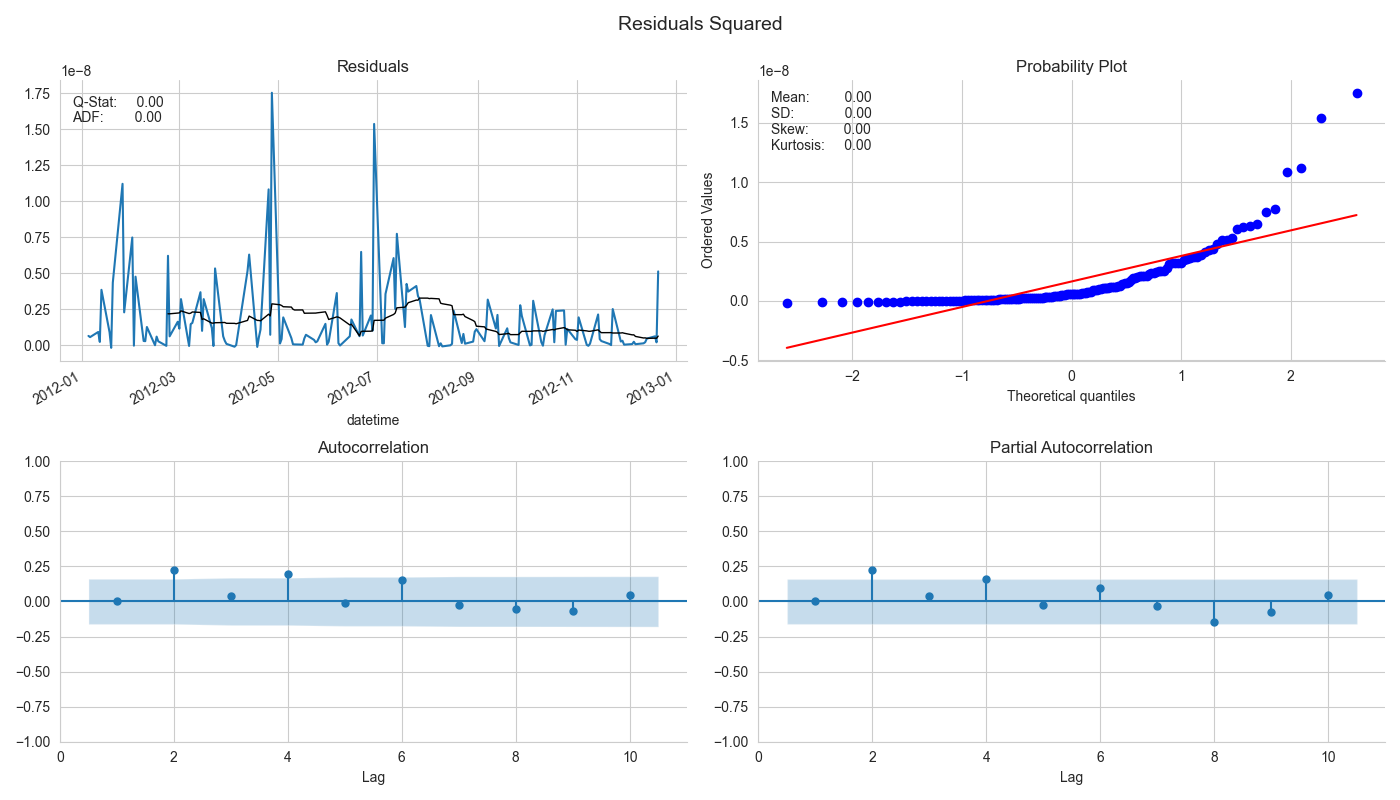 Residuals Squared
Residuals
1e−8
Q-Stat: 0.00
ADF: 0.00
1.75
1.50
1.25
1.00
0.75
0.50
0.25
0.00
2012-01
2012-03
2012-05
2012-07
2012-09
2012-11
2013-01
datetime
Probability Plot
1e−8
Mean: 0.00
SD: 0.00
Skew: 0.00
Kurtosis: 0.00
Ordered Values
1.5
1.0
0.5
0.0
−0.5
−2 −1 0 1 2
Theoretical quantiles
Autocorrelation
1.00
0.75
0.50
0.25
0.00
−0.25
−0.50
−0.75
−1.00
0 2 4 6 8 10
Lag
Partial Autocorrelation
1.00
0.75
0.50
0.25
0.00
−0.25
−0.50
−0.75
−1.00
0 2 4 6 8 10
Lag